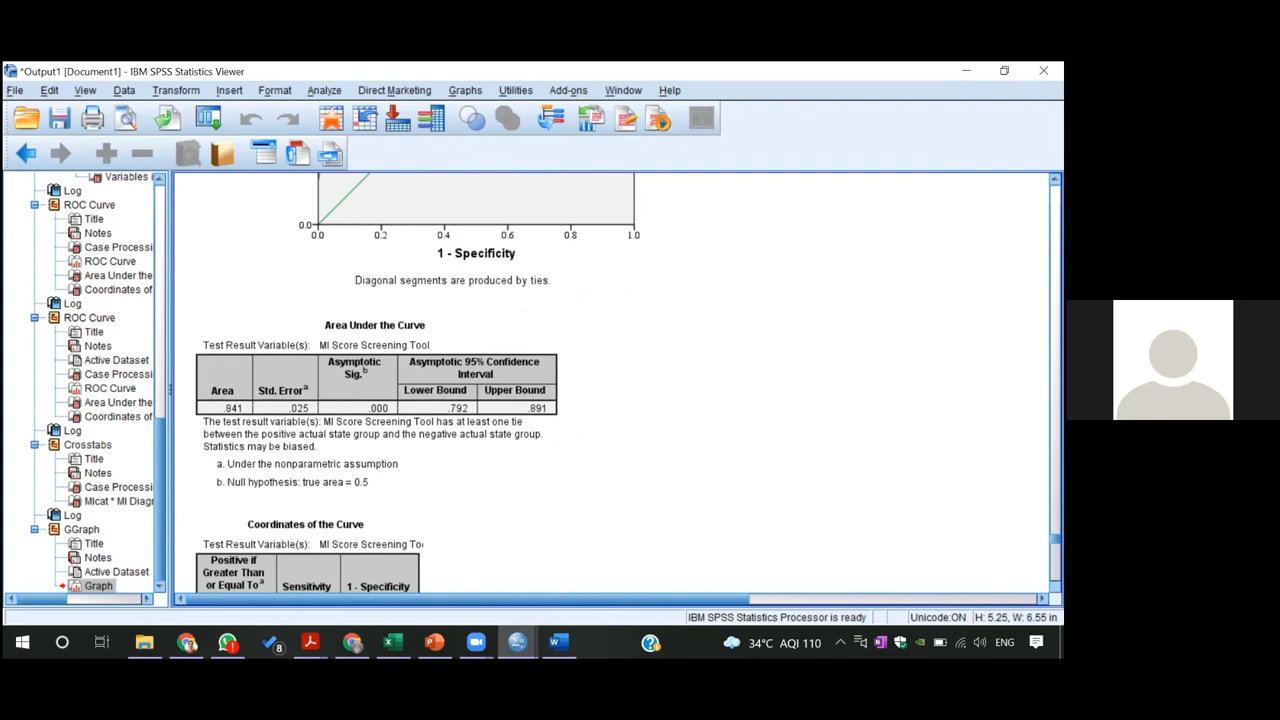 *Output1 [Document1] - IBM SPSS Statistics Viewer
File Edit View Data Transform Insert Format Analyze Direct Marketing Graphs Utilities Add-ons Window Help
Variables i
Log
ROC Curve
Title
Notes
Case Processi
ROC Curve
Area Under the
Coordinates of
Log
ROC Curve
Title
Notes
Active Dataset
Case Processi
ROC Curve
Area Under the
Coordinates of
Log
Crosstabs
Title
Notes
Case Processi
MIcat * MI Diagr
Log
GGraph
Title
Notes
Active Dataset
Graph
0.0
0.0 0.2 0.4 0.6 0.8 1.0
1 - Specificity
Diagonal segments are produced by ties.
Area Under the Curve
Test Result Variable(s): MI Score Screening Tool
Area Std. Error a Asymptotic Sig. b Asymptotic 95% Confidence Interval
Lower Bound Upper Bound
.841 .025 .000 .792 .891
The test result variable(s): MI Score Screening Tool has at least one tie
between the positive actual state group and the negative actual state group.
Statistics may be biased.
a. Under the nonparametric assumption
b. Null hypothesis: true area = 0.5
Coordinates of the Curve
Test Result Variable(s): MI Score Screening Too
Positive if
Greater Than
or Equal To a Sensitivity 1 - Specificity
IBM SPSS Statistics Processor is ready Unicode:ON H: 5.25, W: 6.55 in
8 34°C AQI 110 ENG